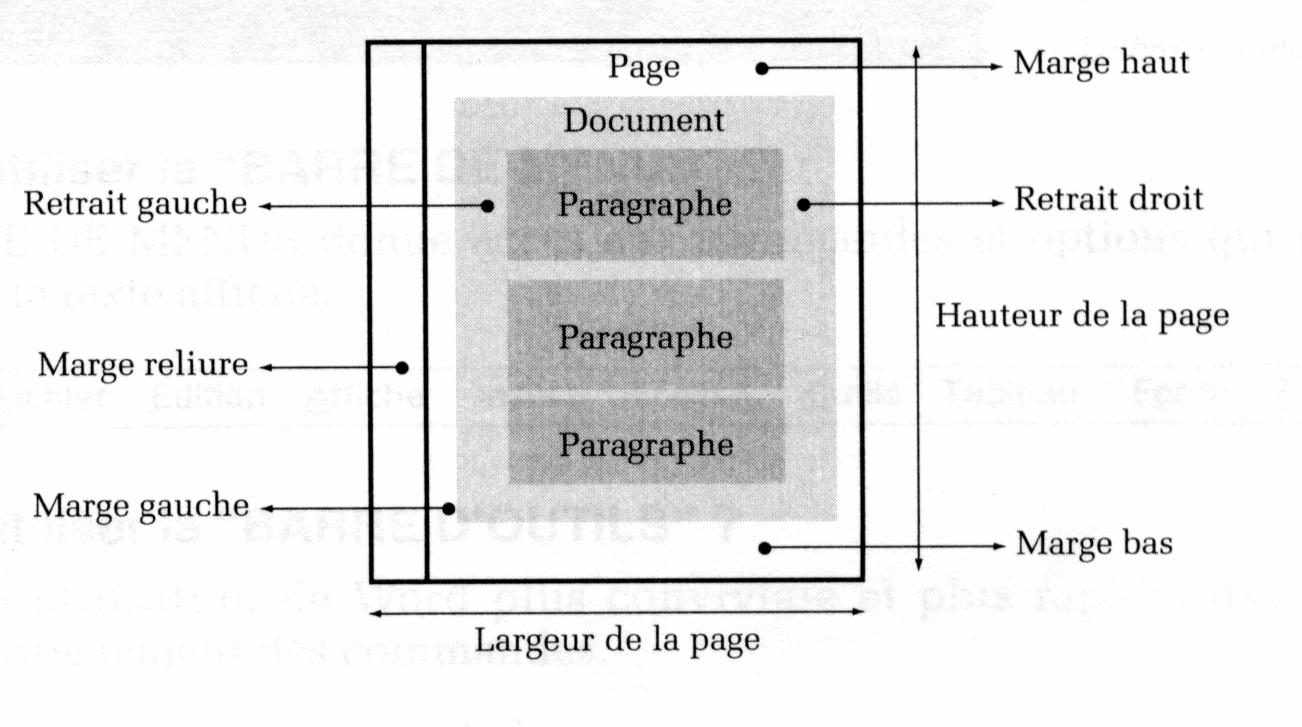 Page
Marge haut
Document
Retrait gauche
Paragraphe
Retrait droit
Hauteur de la page
Paragraphe
Marge reliure
Paragraphe
Marge gauche
Marge bas
Largeur de la page